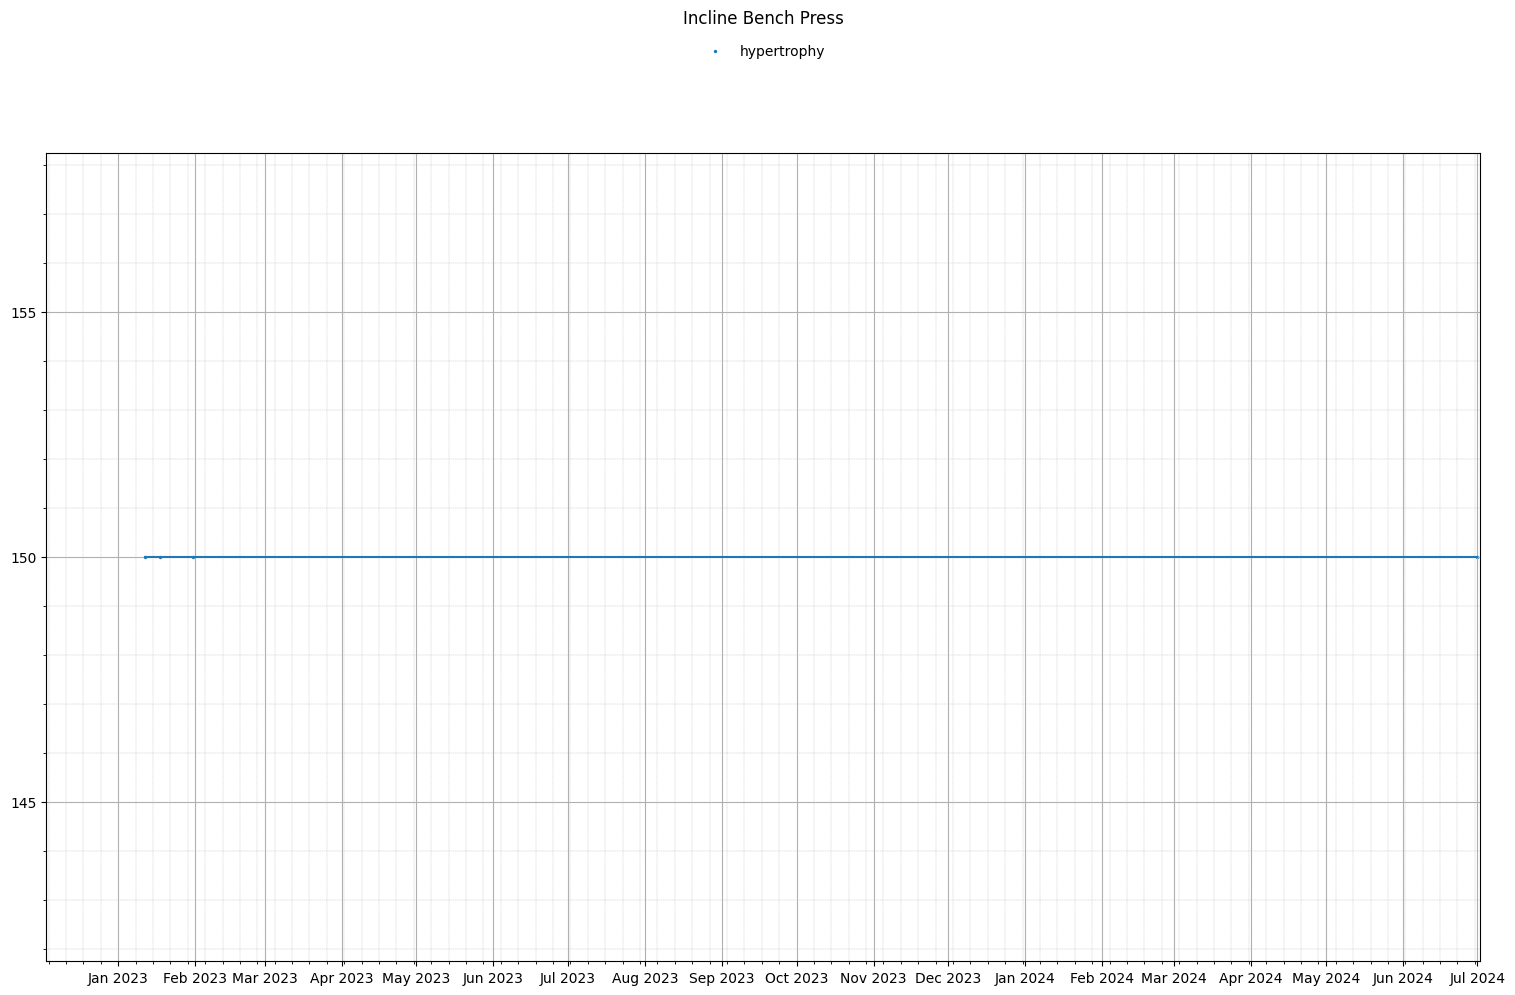 Incline Bench Press
hypertrophy
155
150
145
Jan 2023 Feb 2023 Mar 2023 Apr 2023 May 2023 Jun 2023 Jul 2023 Aug 2023 Sep 2023 Oct 2023 Nov 2023 Dec 2023 Jan 2024 Feb 2024 Mar 2024 Apr 2024 May 2024 Jun 2024 Jul 2024